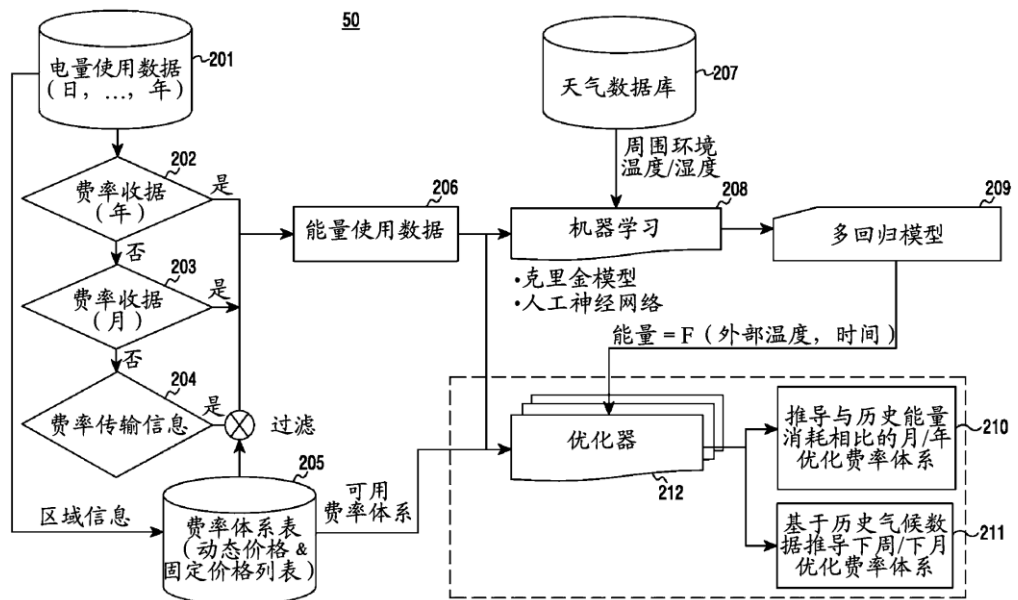 50
电量使用数据
(日, ..., 年)
201
天气数据库
207
周围环境
温度/湿度
202
费率收据
(年)
是
否
206
能量使用数据
208
机器学习
209
多回归模型
·克里金模型
·人工神经网络
203
费率收据
(月)
是
否
能量=F(外部温度, 时间)
204
费率传输信息
是
过滤
优化器
212
推导与历史能量
消耗相比的月/年
优化费率体系
210
205
区域信息
费率体系表
(动态价格&
固定价格列表)
可用
费率体系
基于历史气候数
据推导下周/下月
优化费率体系
211